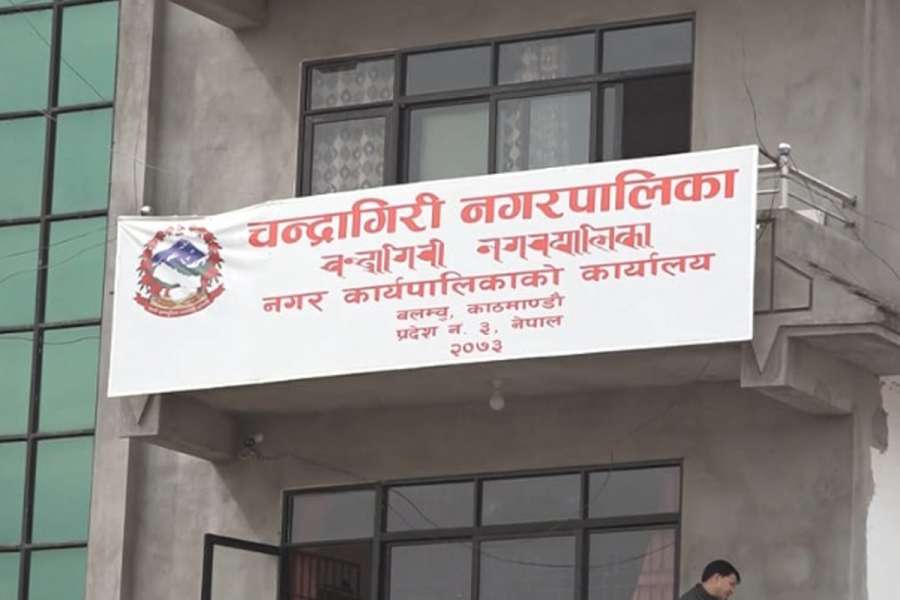 चन्द्रागिरी नगरपालिका
नगर कार्यपालिकाको कार्यालय
बलम्बु, काठमाण्डौ
प्रदेश न. ३, नेपाल
२०७३